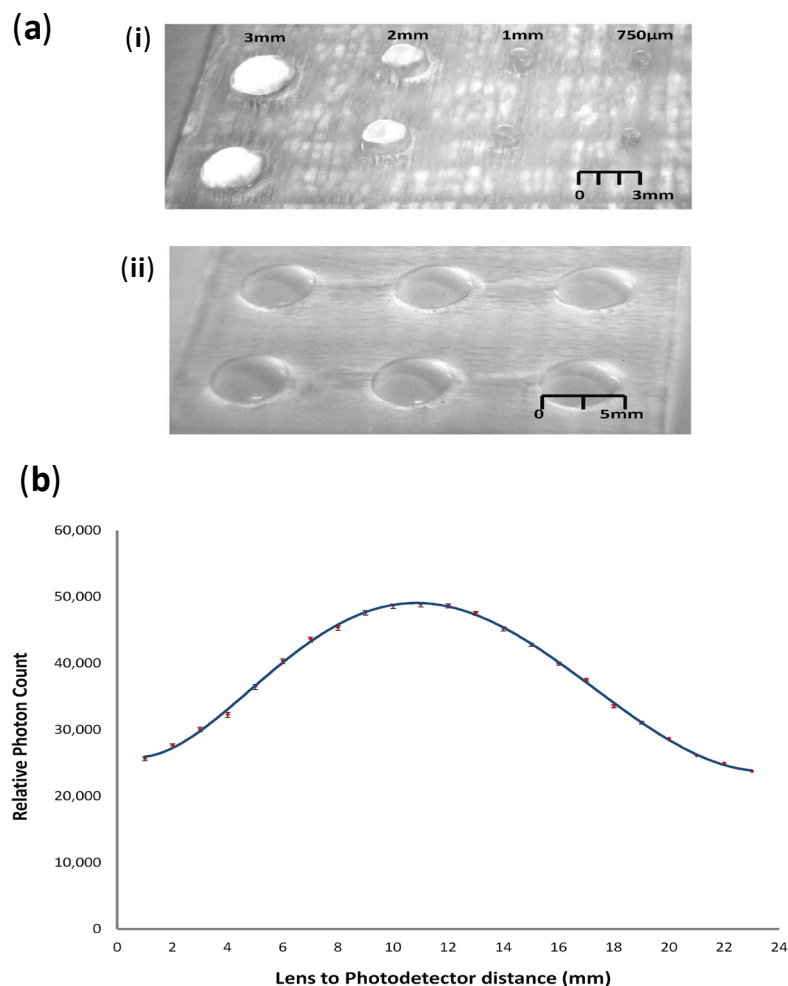 (a)
(i)
3mm 2mm 1mm 750µm
0 3mm
(ii)
0 5mm
(b)
60,000
50,000
40,000
30,000
20,000
10,000
0
Relative Photon Count
0 2 4 6 8 10 12 14 16 18 20 22 24
Lens to Photodetector distance (mm)